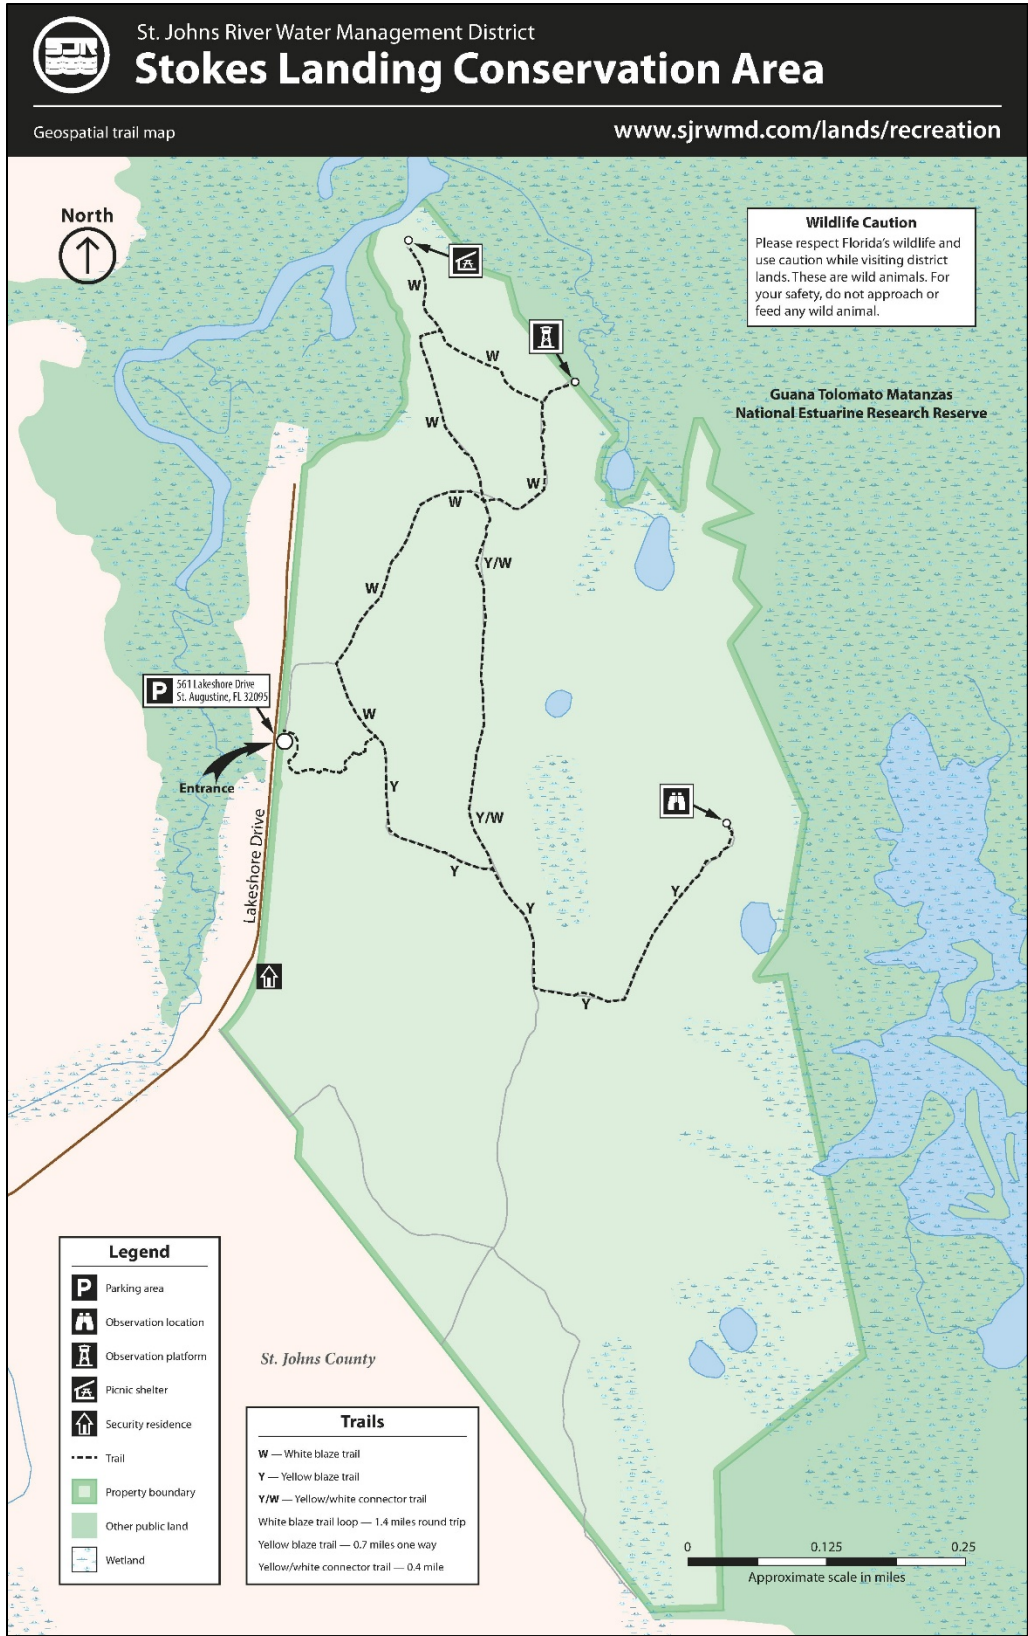 SJR
St. Johns River Water Management District
Stokes Landing Conservation Area
Geospatial trail map
www.sjrwmd.com/lands/recreation
North
Wildlife Caution
Please respect Florida's wildlife and
use caution while visiting district
lands. These are wild animals. For
your safety, do not approach or
feed any wild animal.
W
W
Guana Tolomato Matanzas
National Estuarine Research Reserve
W
W
W
Y/W
W
P
561 Lakeshore Drive
St. Augustine, FL 32095
W
Entrance
Y
Y/W
Lakeshore Drive
Y
Y
Y
Y
Legend
P Parking area
Observation location
Observation platform
Picnic shelter
Security residence
Trail
Property boundary
Other public land
Wetland
St. Johns County
Trails
W — White blaze trail
Y — Yellow blaze trail
Y/W — Yellow/white connector trail
White blaze trail loop — 1.4 miles round trip
Yellow blaze trail — 0.7 miles one way
Yellow/white connector trail — 0.4 mile
0 0.125 0.25
Approximate scale in miles